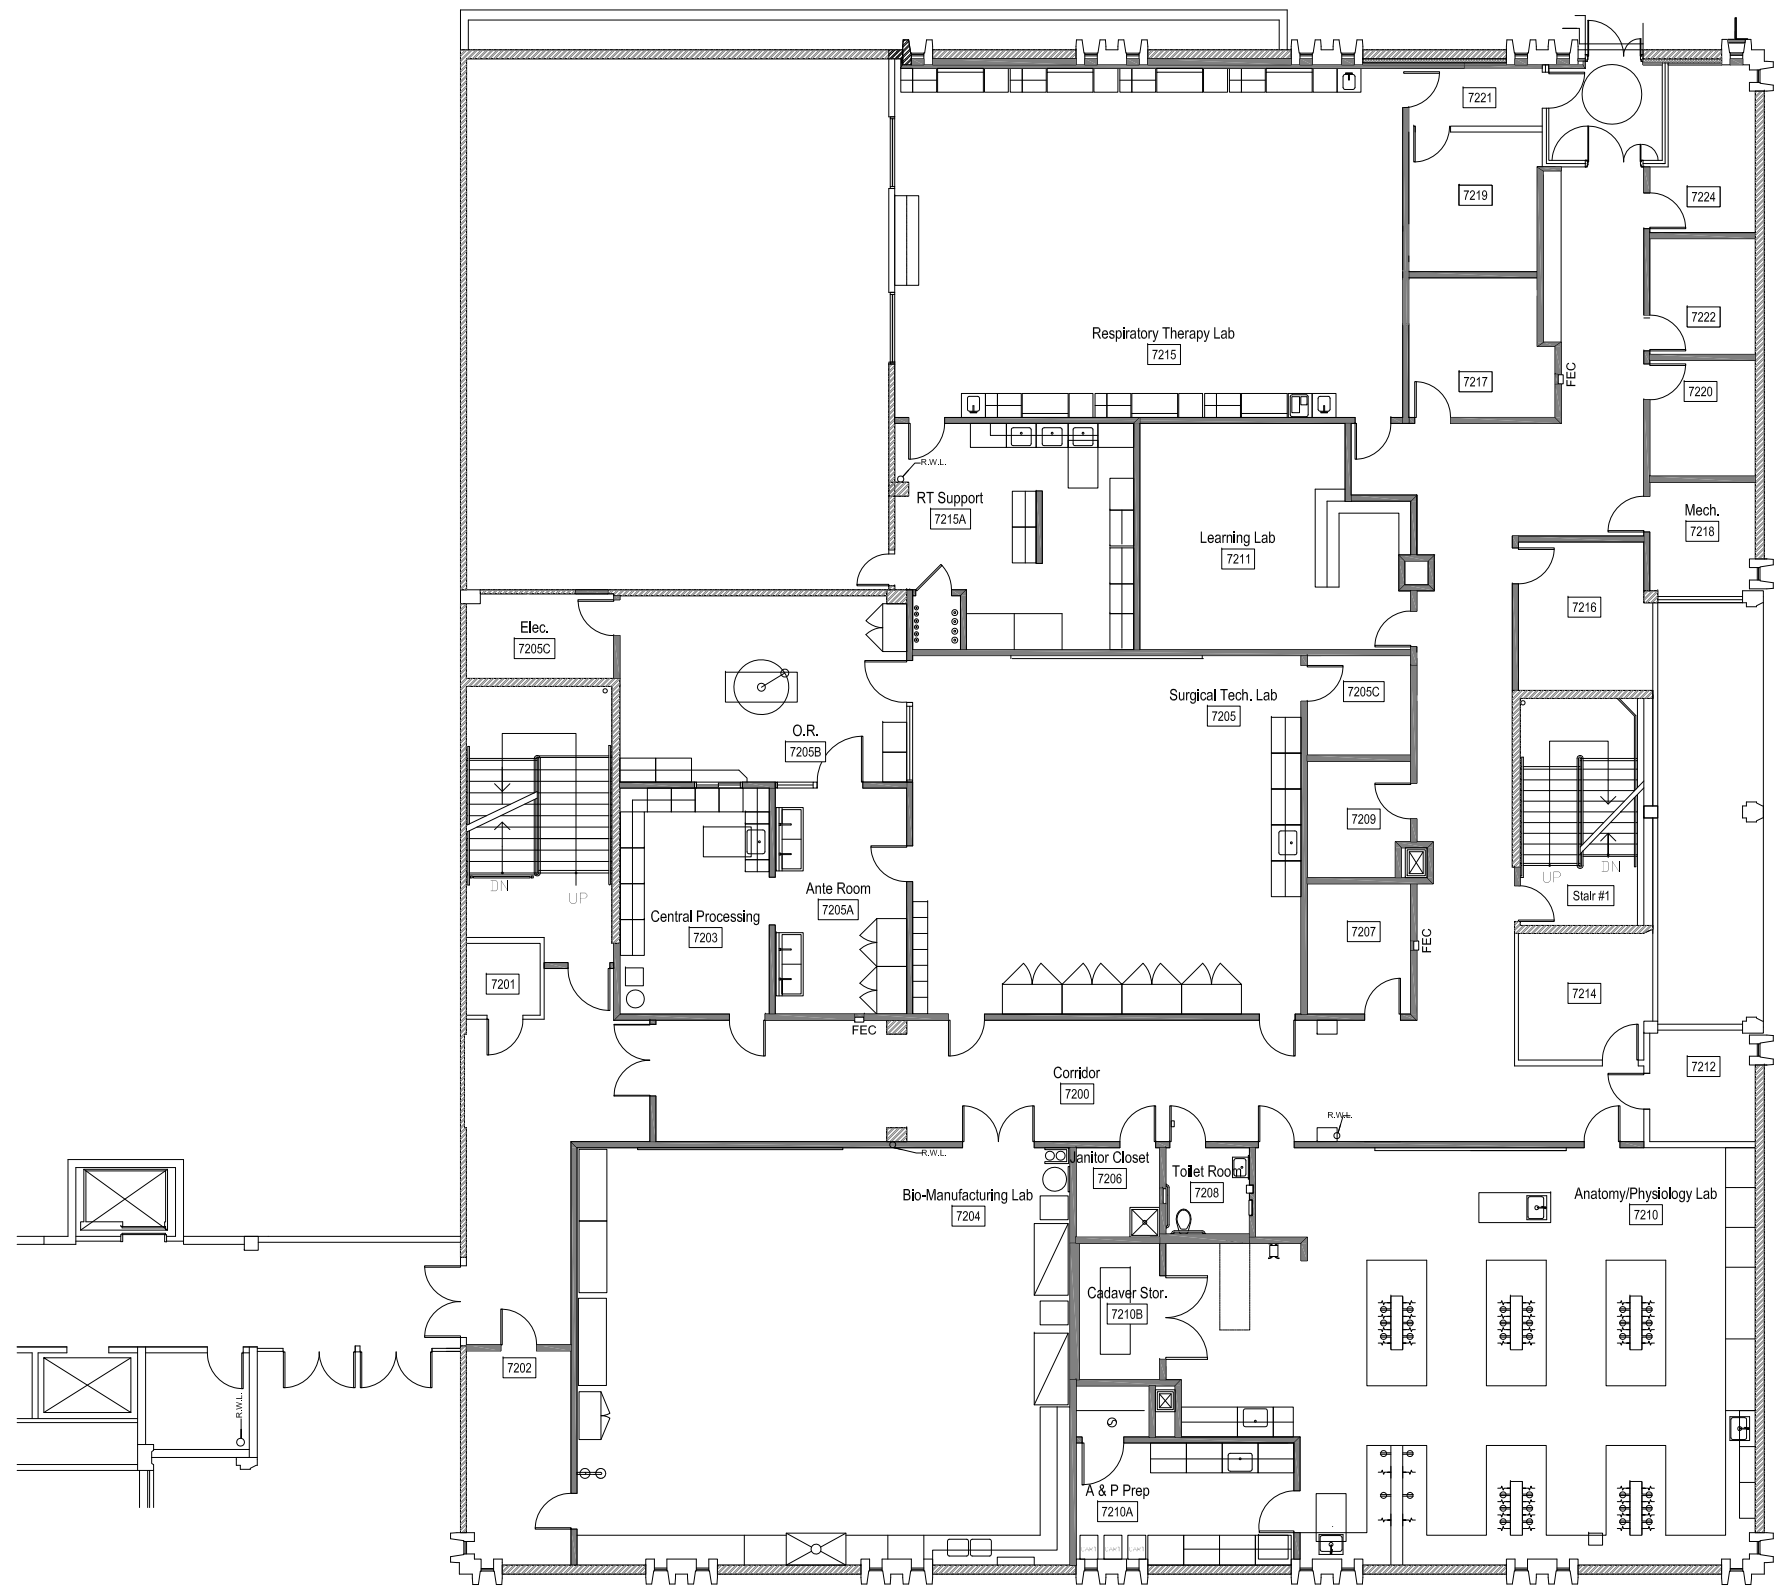 7221
7219
7224
7222
Respiratory Therapy Lab
7215
7217
FEC
7220
R.W.L.
RT Support
7215A
Learning Lab
7211
Mech.
7218
Elec.
7205C
7216
Surgical Tech. Lab
7205
7205C
O.R.
7205B
7209
DN
UP
UP
DN
Stair #1
Ante Room
7205A
Central Processing
7203
7207
FEC
7201
7214
FEC
Corridor
7200
7212
R.W.L.
R.W.L.
Janitor Closet
7206
Toilet Room
7208
Bio-Manufacturing Lab
7204
Anatomy/Physiology Lab
7210
Cadaver Stor.
7210B
7202
R.W.L.
A & P Prep
7210A
CART
CART
CART